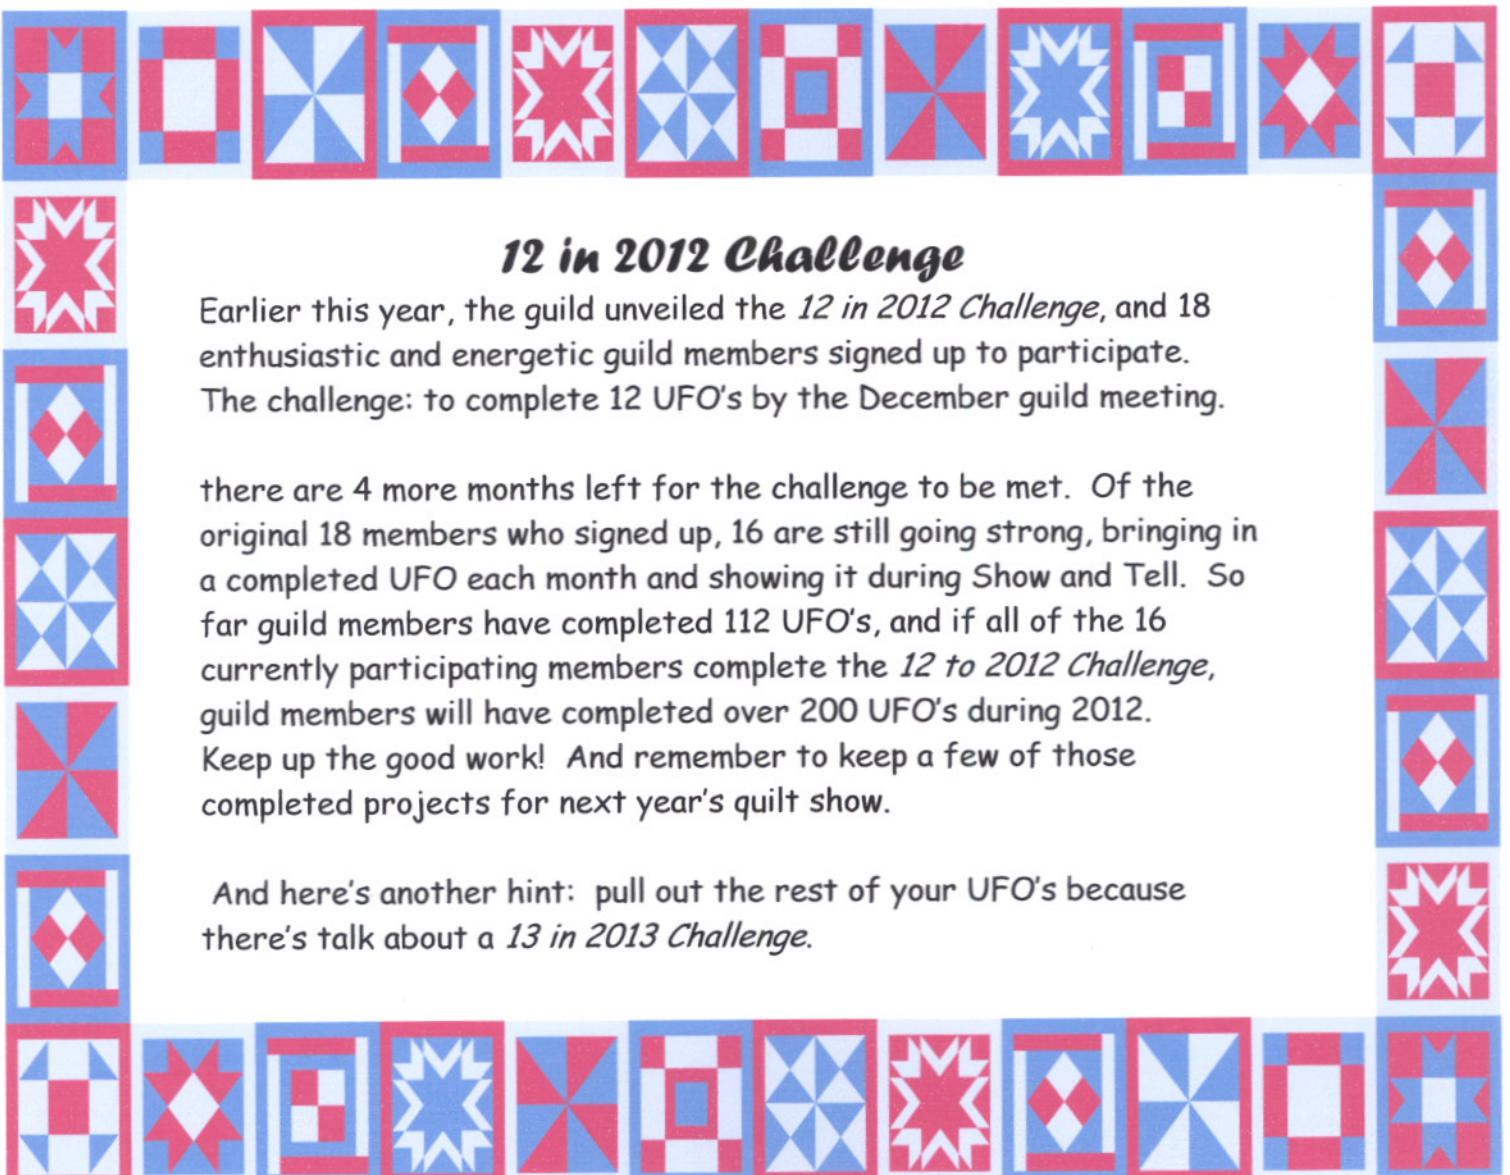 12 in 2012 Challenge
Earlier this year, the guild unveiled the 12 in 2012 Challenge, and 18
enthusiastic and energetic guild members signed up to participate.
The challenge: to complete 12 UFO's by the December guild meeting.
there are 4 more months left for the challenge to be met. Of the
original 18 members who signed up, 16 are still going strong, bringing in
a completed UFO each month and showing it during Show and Tell. So
far guild members have completed 112 UFO's, and if all of the 16
currently participating members complete the 12 to 2012 Challenge,
guild members will have completed over 200 UFO's during 2012.
Keep up the good work! And remember to keep a few of those
completed projects for next year's quilt show.
And here's another hint: pull out the rest of your UFO's because
there's talk about a 13 in 2013 Challenge.